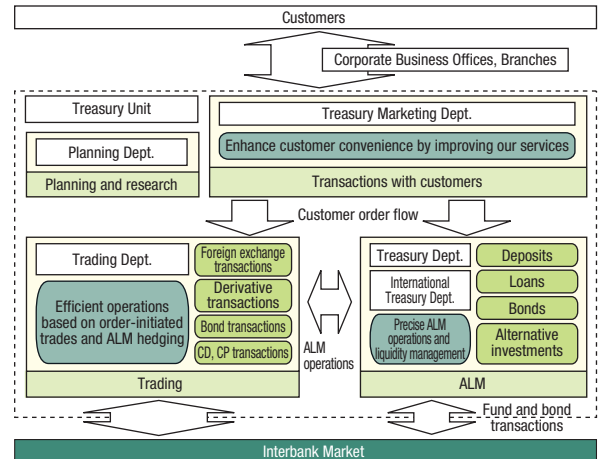 Customers
Corporate Business Offices, Branches
Treasury Unit
Planning Dept.
Planning and research
Treasury Marketing Dept.
Enhance customer convenience by improving our services
Transactions with customers
Customer order flow
Trading Dept.
Efficient operations
based on order-initiated
trades and ALM hedging
Foreign exchange
transactions
Derivative
transactions
Bond transactions
CD, CP transactions
Trading
ALM
operations
Treasury Dept.
International
Treasury Dept.
Precise ALM
operations and
liquidity management
Deposits
Loans
Bonds
Alternative
investments
ALM
Fund and bond
transactions
Interbank Market